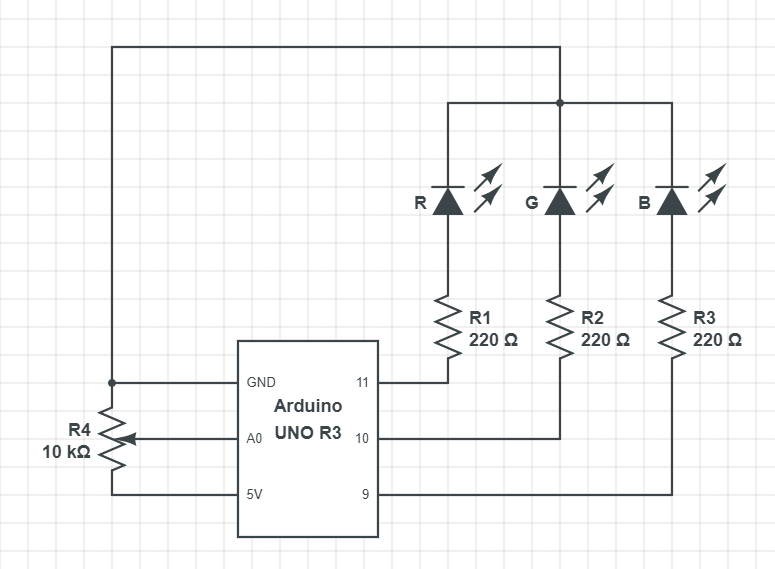 R
G
B
R1
220 Ω
R2
220 Ω
R3
220 Ω
GND
11
Arduino
UNO R3
R4
10 kΩ
A0
10
5V
9